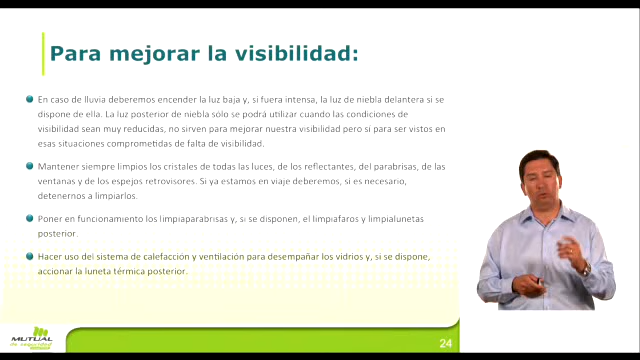 Para mejorar la visibilidad:
En caso de lluvia deberemos encender la luz baja y, si fuera intensa, la luz de niebla delantera si se
dispone de ella. La luz posterior de niebla sólo se podrá utilizar cuando las condiciones de
visibilidad sean muy reducidas, no sirven para mejorar nuestra visibilidad pero si para ser vistos en
esas situaciones comprometidas de falta de visibilidad.
Mantener siempre limpios los cristales de todas las luces, de los reflectantes, del parabrisas, de las
ventanas y de los espejos retrovisores. Si ya estamos en viaje deberemos, si es necesario,
detenernos a limpiarlos.
Poner en funcionamiento los limpiaparabrisas y, si se disponen, el limpiafaros y limpialunetas
posterior.
Hacer uso del sistema de calefacción y ventilación para desempañar los vidrios y, si se dispone,
accionar la luneta térmica posterior.
MUTUAL
de seguridad
24